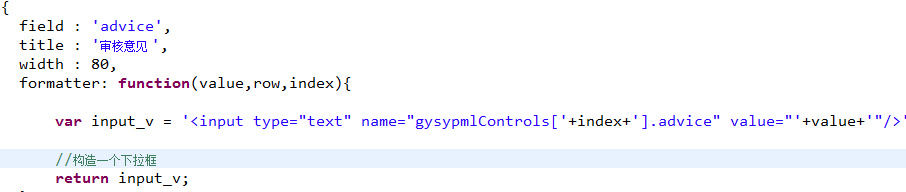 {
field : 'advice',
title : '审核意见 ',
width : 80,
formatter: function(value,row,index){
var input_v = '<input type="text" name="gysypmlControls['+index+'].advice" value="'+value+'"/>'
//构造一个下拉框
return input_v;